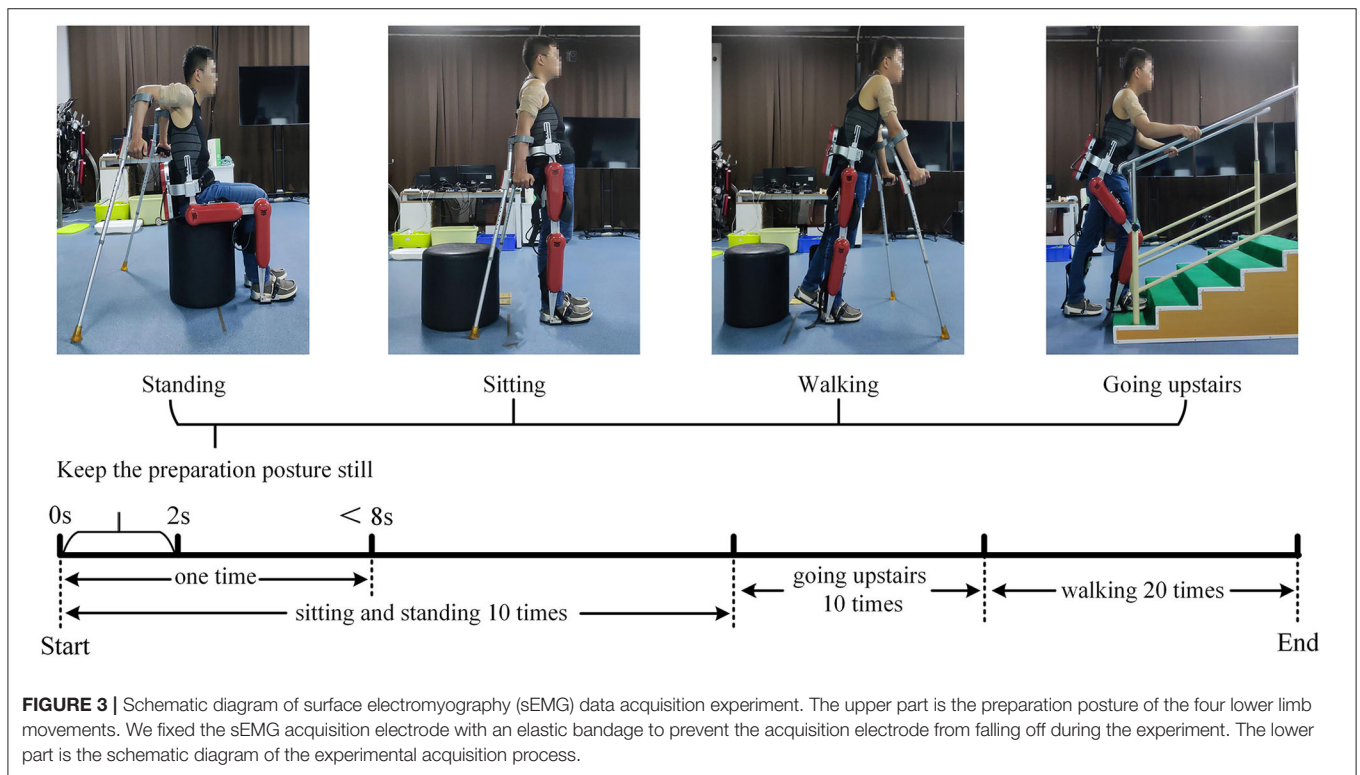 Standing
Sitting
Walking
Going upstairs
Keep the preparation posture still
0s
2s
< 8s
one time
going upstairs
10 times
walking 20 times
sitting and standing 10 times
Start
End
FIGURE 3 | Schematic diagram of surface electromyography (sEMG) data acquisition experiment. The upper part is the preparation posture of the four lower limb
movements. We fixed the sEMG acquisition electrode with an elastic bandage to prevent the acquisition electrode from falling off during the experiment. The lower
part is the schematic diagram of the experimental acquisition process.